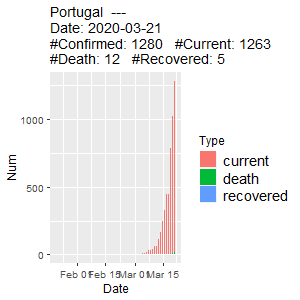 Portugal ---
Date: 2020-03-21
#Confirmed: 1280 #Current: 1263
#Death: 12 #Recovered: 5
Num
1000
500
0
Feb 01 Feb 15 Mar 01 Mar 15
Date
Type
current
death
recovered